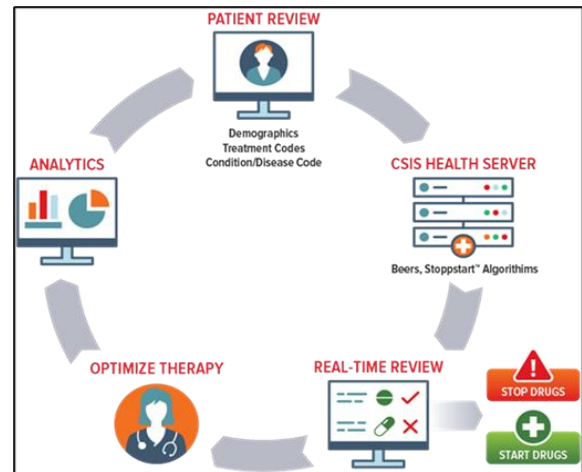 PATIENT REVIEW
Demographics
Treatment Codes
Condition/Disease Code
ANALYTICS
CSIS HEALTH SERVER
Beers, Stoppstart™ Algorithims
OPTIMIZE THERAPY
REAL-TIME REVIEW
STOP DRUGS
START DRUGS